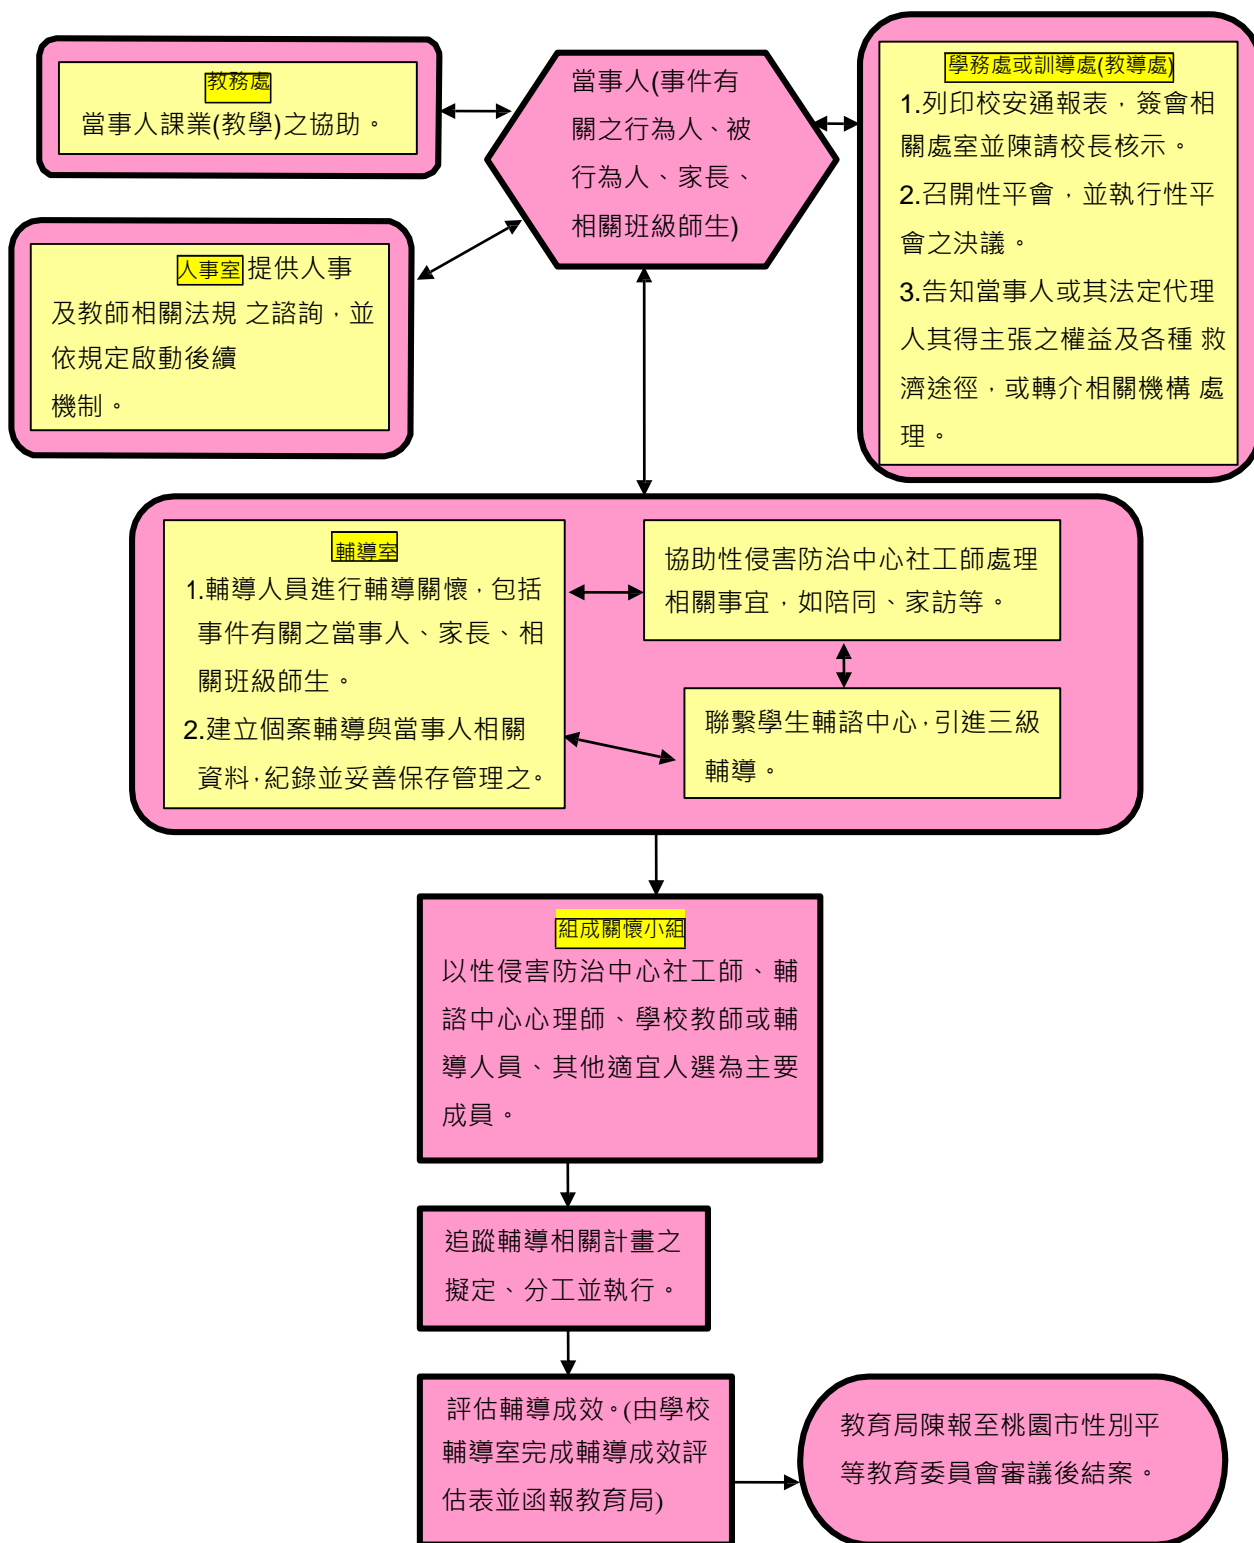 教務處
當事人課業(教學)之協助。
當事人(事件有
關之行為人、被
行為人、家長、
相關班級師生)
學務處或訓導處(教導處)
1.列印校安通報表，簽會相
關處室並陳請校長核示。
2.召開性平會，並執行性平
會之決議。
3.告知當事人或其法定代理
人其得主張之權益及各種 救
濟途徑，或轉介相關機構 處
理。
人事室 提供人事
及教師相關法規 之諮詢，並
依規定啟動後續
機制。
輔導室
1.輔導人員進行輔導關懷，包括
事件有關之當事人、家長、相
關班級師生。
2.建立個案輔導與當事人相關
資料，紀錄並妥善保存管理之。
協助性侵害防治中心社工師處理
相關事宜，如陪同、家訪等。
聯繫學生輔諮中心，引進三級
輔導。
組成關懷小組
以性侵害防治中心社工師、輔
諮中心心理師、學校教師或輔
導人員、其他適宜人選為主要
成員。
追蹤輔導相關計畫之
擬定、分工並執行。
評估輔導成效。(由學校
輔導室完成輔導成效評
估表並函報教育局)
教育局陳報至桃園市性別平
等教育委員會審議後結案。